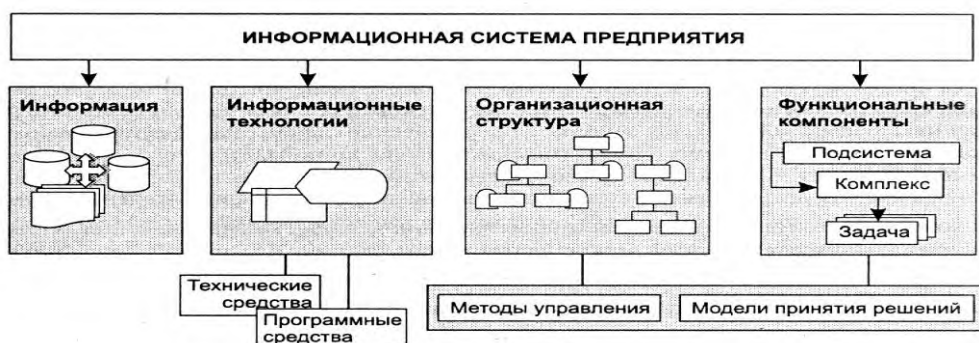 ИНФОРМАЦИОННАЯ СИСТЕМА ПРЕДПРИЯТИЯ
Информация
Информационные
технологии
Организационная
структура
Функциональные
компоненты
Подсистема
Комплекс
Задача
Технические
средства
Программные
средства
Методы управления
Модели принятия решений